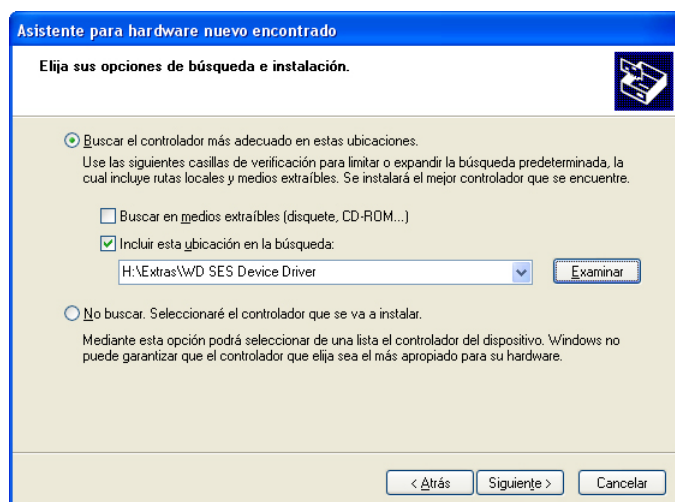 Asistente para hardware nuevo encontrado
Elija sus opciones de búsqueda e instalación.
Buscar el controlador más adecuado en estas ubicaciones.
Use las siguientes casillas de verificación para limitar o expandir la búsqueda predeterminada, la
cual incluye rutas locales y medios extraíbles. Se instalará el mejor controlador que se encuentre.
Buscar en medios extraíbles (disquete, CD-ROM...)
Incluir esta ubicación en la búsqueda:
H:\Extras\WD SES Device Driver
Examinar
No buscar. Seleccionaré el controlador que se va a instalar.
Mediante esta opción podrá seleccionar de una lista el controlador del dispositivo. Windows no
puede garantizar que el controlador que elija sea el más apropiado para su hardware.
< Atrás Siguiente > Cancelar